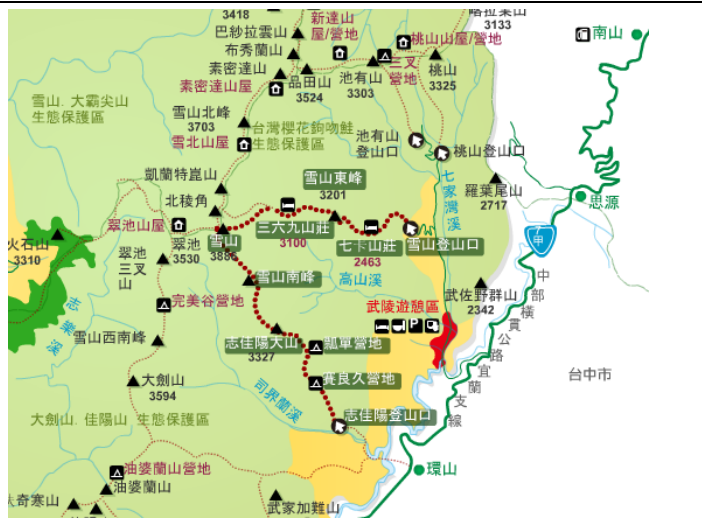 3418
新達山
屋/營地
喀拉業山
3133
巴紗拉雲山
布秀蘭山
素密達山
素密達山屋
品田山
3524
池有山
3303
三叉
營地
桃山山屋/營地
桃山
3325
南山
雪山. 大霸尖山
生態保護區
雪山北峰
3703
雪北山屋
台灣櫻花鉤吻鮭
生態保護區
池有山
登山口
桃山登山口
七家灣溪
凱蘭特崑山
北稜角
雪山東峰
3201
羅葉尾山
2717
思源
翠池山屋
三六九山莊
3100
七卡山莊
2463
雪山登山口
7
甲
火石山
3310
翠池
3530
三叉
山
雪山
3886
雪山南峰
高山溪
武陵遊憩區
P
武佐野群山
2342
志樂溪
完美谷營地
雪山西南峰
志佳陽大山
3327
瓢單營地
賽良久營地
中部橫貫公路宜蘭支線
台中市
大劍山
3594
司界蘭溪
大劍山. 佳陽山 生態保護區
志佳陽登山口
油婆蘭山營地
油婆蘭山
環山
奇寒山
武家加難山